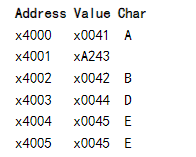 Address Value Char
x4000 x0041 A
x4001 xA243
x4002 x0042 B
x4003 x0044 D
x4004 x0045 E
x4005 x0045 E